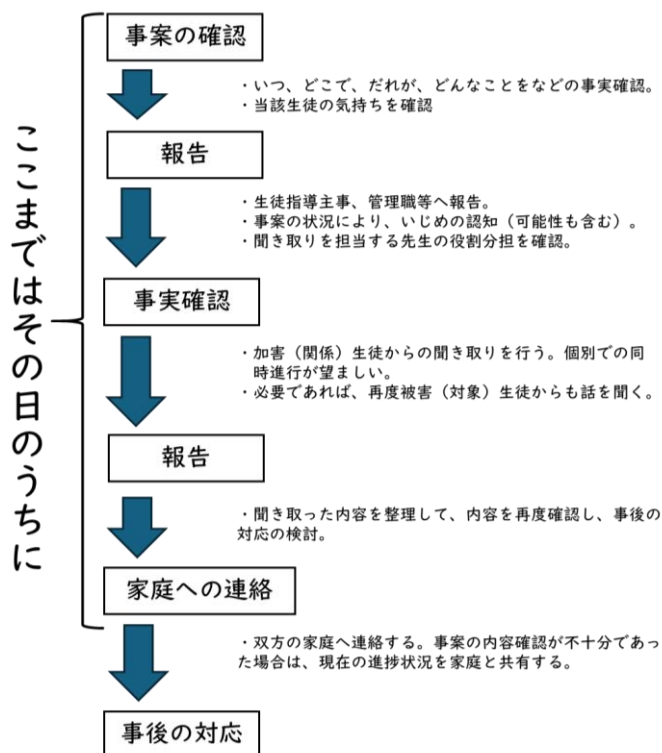 事案の確認
・いつ、どこで、だれが、どんなことをなどの事実確認。
・当該生徒の気持ちを確認
ここまではその日のうちに
報告
・生徒指導主事、管理職等へ報告。
・事案の状況により、いじめの認知（可能性も含む）。
・聞き取りを担当する先生の役割分担を確認。
事実確認
・加害（関係）生徒からの聞き取りを行う。個別での同
時進行が望ましい。
・必要であれば、再度被害（対象）生徒からも話を聞く。
報告
・聞き取った内容を整理して、内容を再度確認し、事後の
対応の検討。
家庭への連絡
・双方の家庭へ連絡する。事案の内容確認が不十分であっ
た場合は、現在の進捗状況を家庭と共有する。
事後の対応